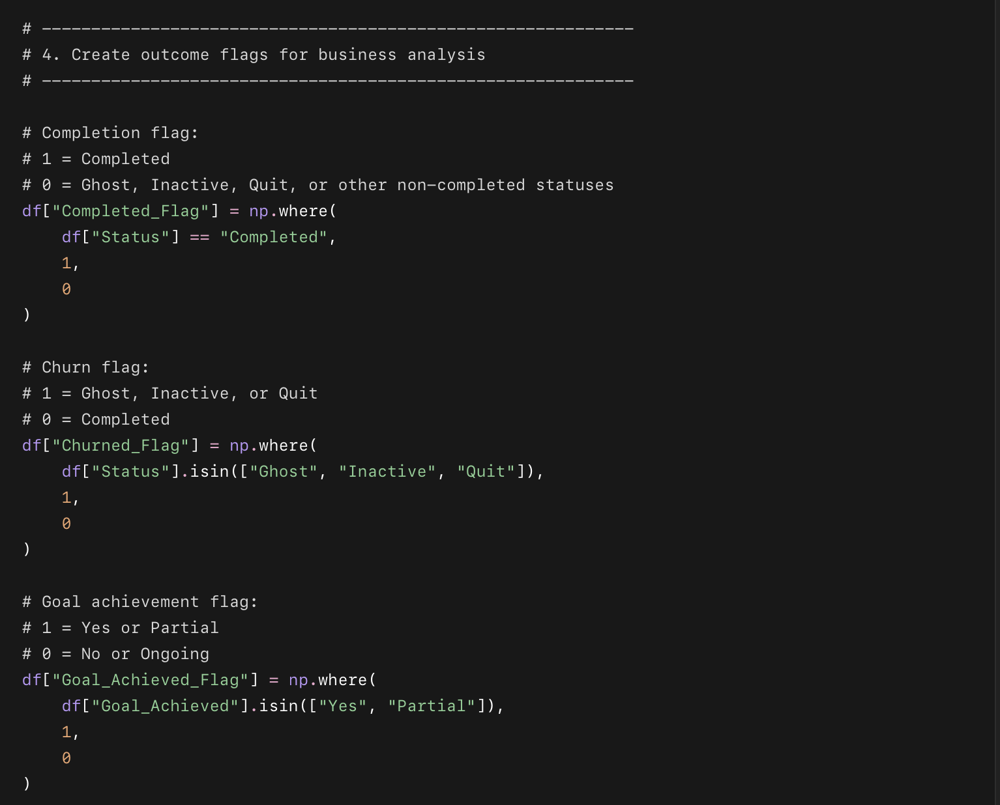 # ------------------------------------------------------------
# 4. Create outcome flags for business analysis
# ------------------------------------------------------------
# Completion flag:
# 1 = Completed
# 0 = Ghost, Inactive, Quit, or other non-completed statuses
df["Completed_Flag"] = np.where(
    df["Status"] == "Completed",
    1,
    0
)
# Churn flag:
# 1 = Ghost, Inactive, or Quit
# 0 = Completed
df["Churned_Flag"] = np.where(
    df["Status"].isin(["Ghost", "Inactive", "Quit"]),
    1,
    0
)
# Goal achievement flag:
# 1 = Yes or Partial
# 0 = No or Ongoing
df["Goal_Achieved_Flag"] = np.where(
    df["Goal_Achieved"].isin(["Yes", "Partial"]),
    1,
    0
)